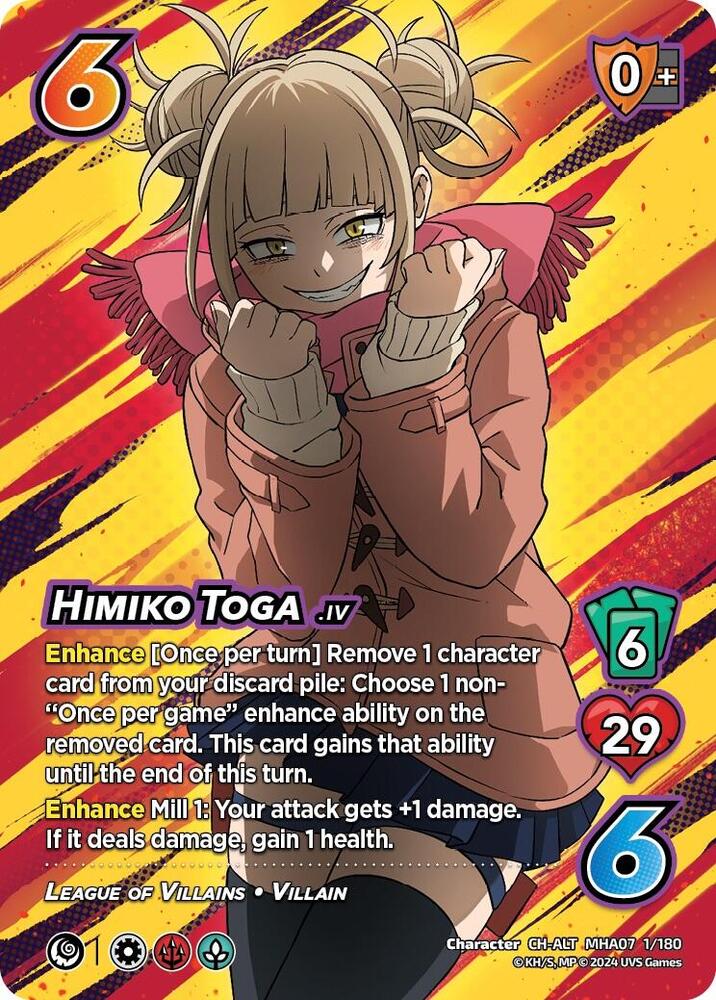 6
0 +
HIMIKO TOGA .IV
6
Enhance [Once per turn] Remove 1 character
card from your discard pile: Choose 1 non-
“Once per game” enhance ability on the
removed card. This card gains that ability
until the end of this turn.
29
Enhance Mill 1: Your attack gets +1 damage.
If it deals damage, gain 1 health.
6
LEAGUE OF VILLAINS • VILLAIN
1
Character CH-ALT MHA07 1/180
© KH/S, MP © 2024 UVS Games